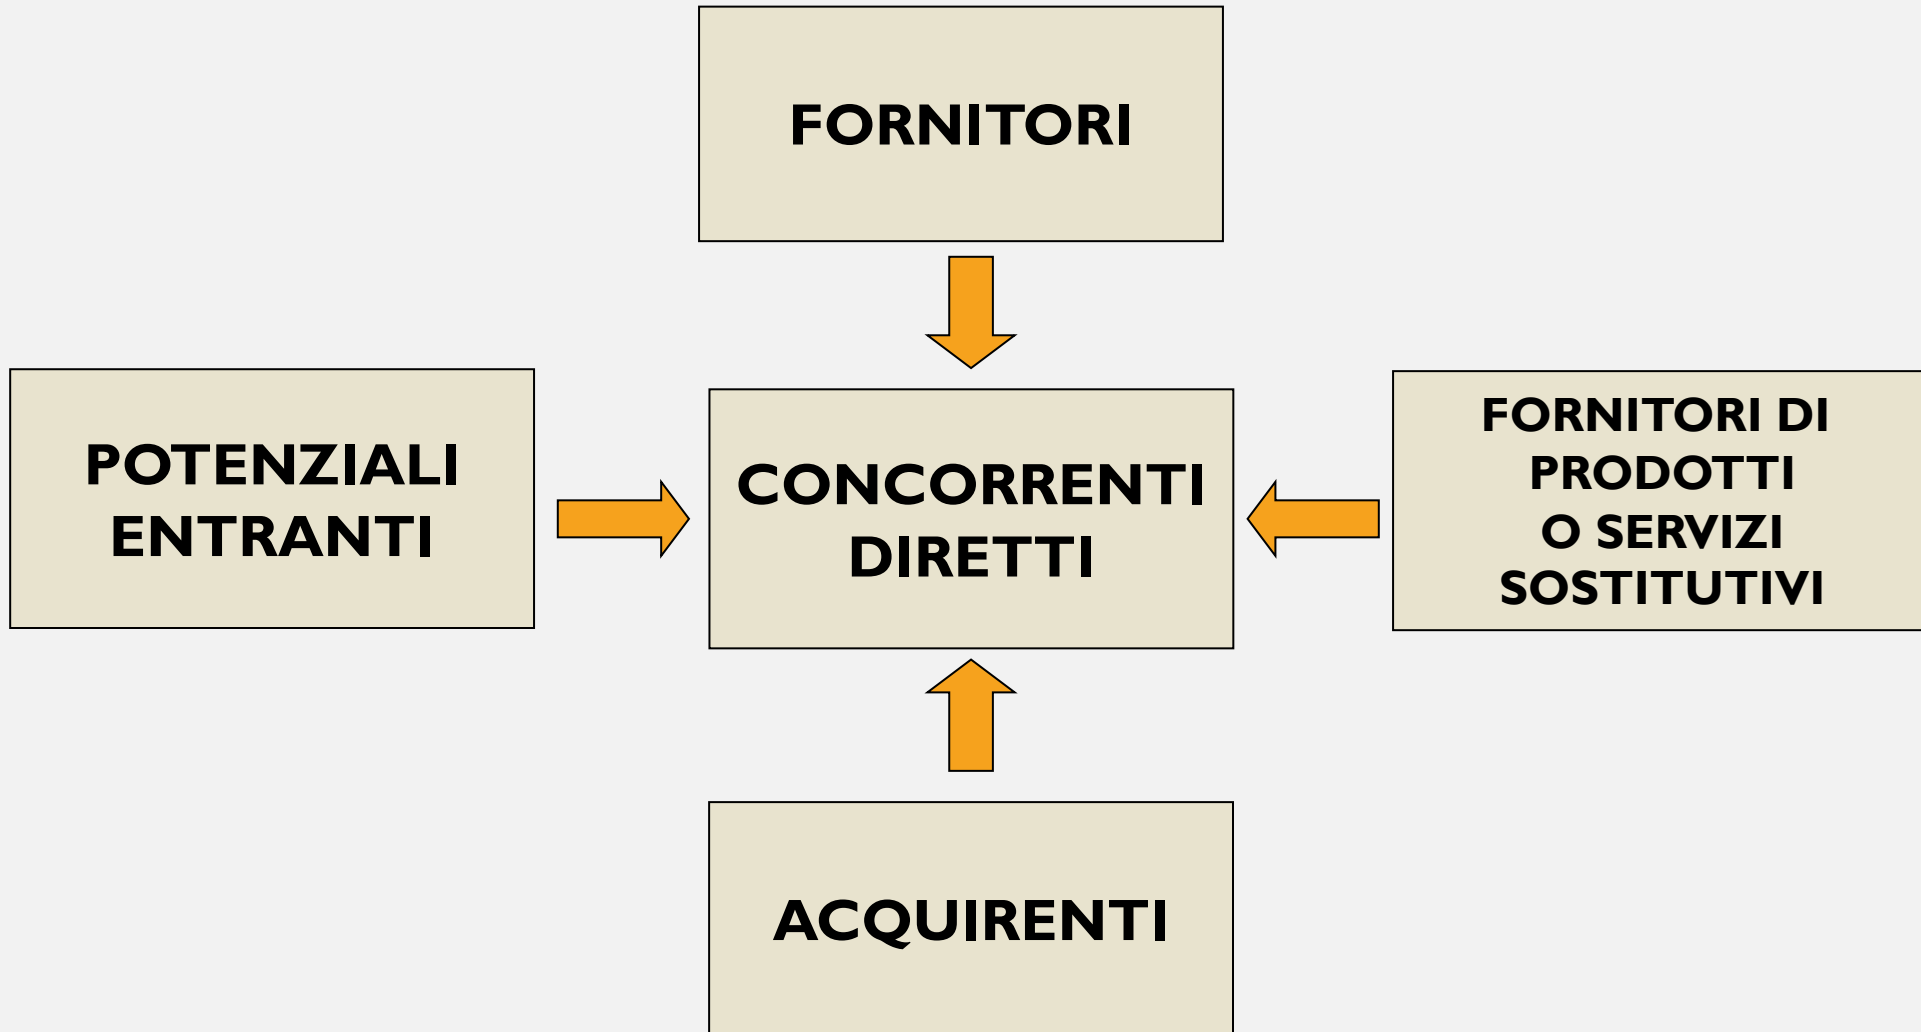 FORNITORI
POTENZIALI
ENTRANTI
CONCORRENTI
DIRETTI
FORNITORI DI
PRODOTTI
O SERVIZI
SOSTITUTIVI
ACQUIRENTI